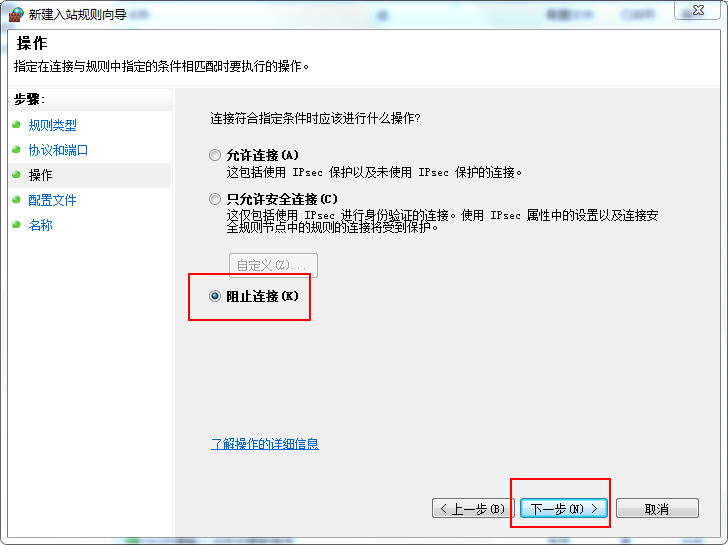 新建入站规则向导
操作
指定在连接与规则中指定的条件相匹配时要执行的操作。
步骤:
规则类型
协议和端口
操作
配置文件
名称
连接符合指定条件时应该进行什么操作?
允许连接(A)
这包括使用 IPsec 保护以及未使用 IPsec 保护的连接。
只允许安全连接(C)
这仅包括使用 IPsec 进行身份验证的连接。使用 IPsec 属性中的设置以及连接安
全规则节点中的规则的连接将受到保护。
自定义(Z)...
阻止连接(K)
了解操作的详细信息
< 上一步(B)
下一步(N) >
取消